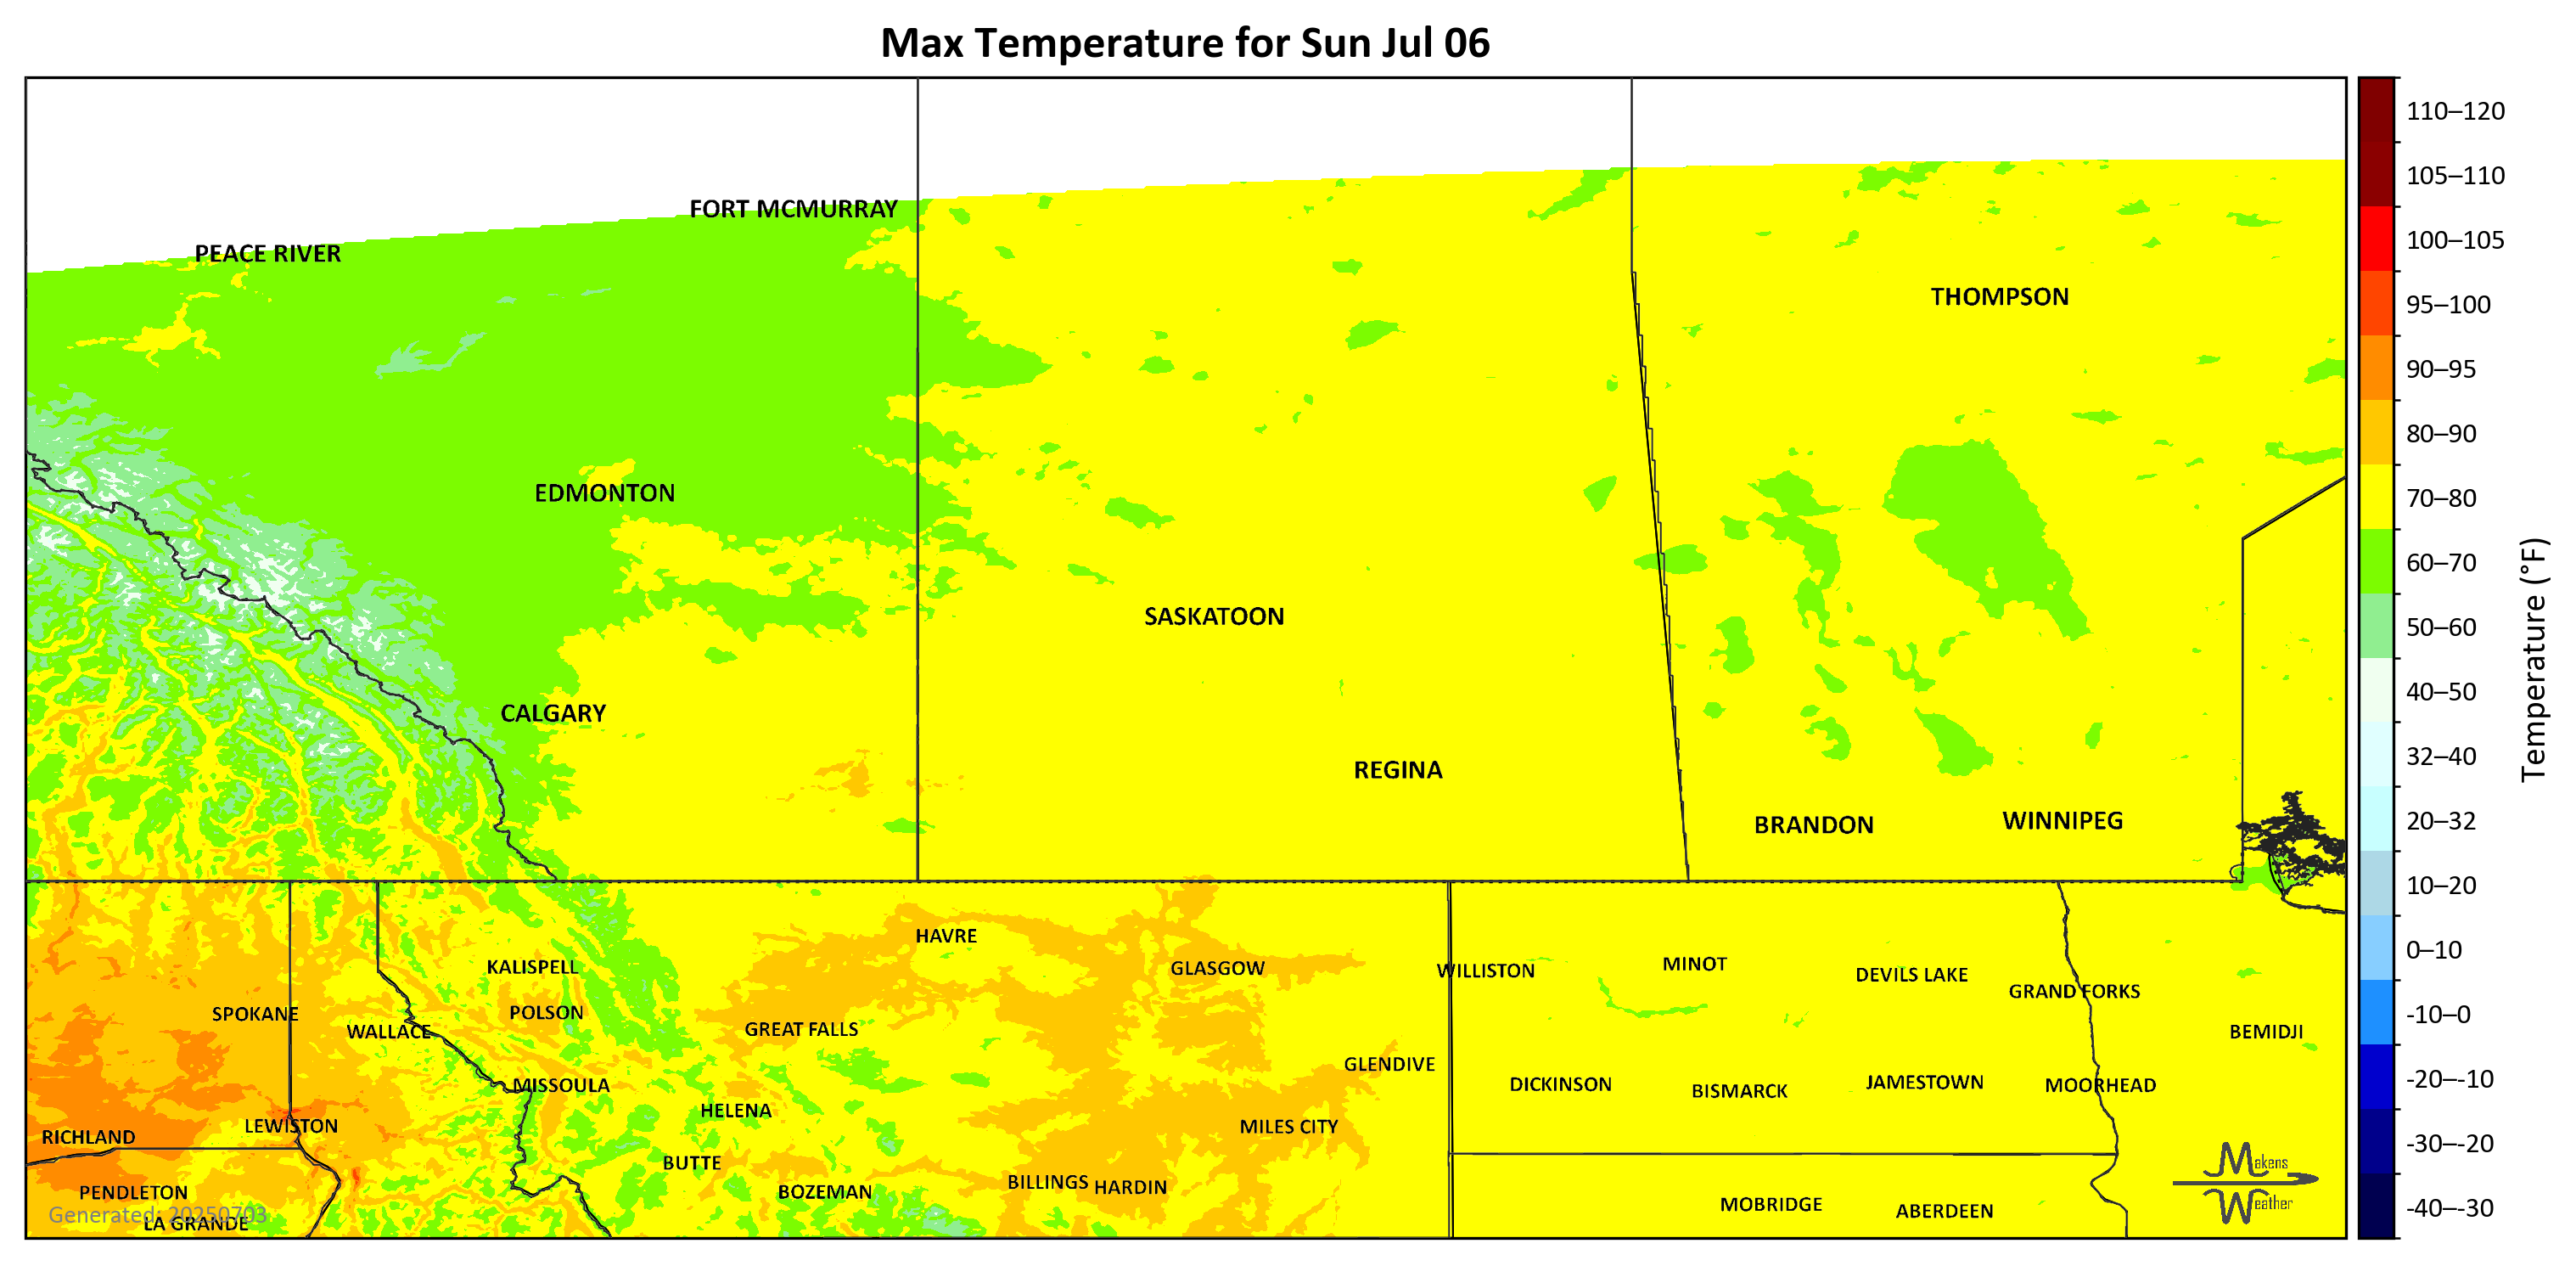 Max Temperature for Sun Jul 06
110–120
105–110
100–105
95–100
90–95
80–90
70–80
60–70
50–60
40–50
32–40
20–32
10–20
0–10
-10–0
-20–-10
-30–-20
-40–-30
Temperature (°F)
FORT MCMURRAY
PEACE RIVER
THOMPSON
EDMONTON
SASKATOON
CALGARY
REGINA
BRANDON
WINNIPEG
HAVRE
KALISPELL
GLASGOW
WILLISTON
MINOT
DEVILS LAKE
GRAND FORKS
SPOKANE
POLSON
WALLACE
GREAT FALLS
BEMIDJI
GLENDIVE
MISSOULA
DICKINSON
BISMARCK
JAMESTOWN
MOORHEAD
HELENA
LEWISTON
MILES CITY
RICHLAND
BUTTE
PENDLETON
BOZEMAN
BILLINGS
HARDIN
MOBRIDGE
ABERDEEN
LA GRANDE
Generated: 20250703
Makens
Weather